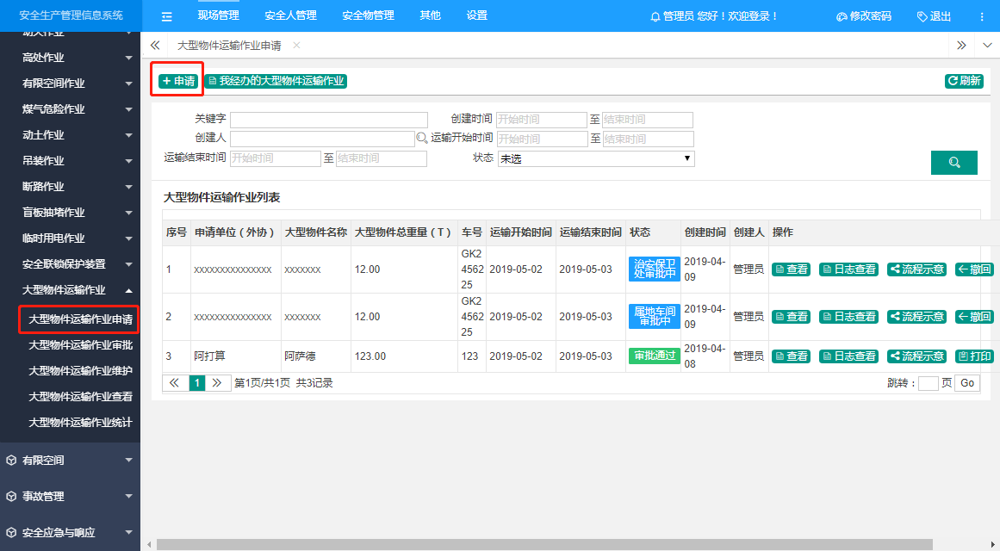 安全生产管理信息系统
现场管理 安全人管理 安全物管理 其他 设置
管理员 您好！欢迎登录！ 修改密码 退出
动火作业
高处作业
有限空间作业
煤气危险作业
动土作业
吊装作业
断路作业
盲板抽堵作业
临时用电作业
安全联锁保护装置
大型物件运输作业
大型物件运输作业申请
大型物件运输作业审批
大型物件运输作业维护
大型物件运输作业查看
大型物件运输作业统计
有限空间
事故管理
安全应急与响应
大型物件运输作业申请
申请 我经办的大型物件运输作业 刷新
关键字 创建时间 开始时间 至 结束时间
创建人 运输开始时间 开始时间 至 结束时间
运输结束时间 开始时间 至 结束时间 状态 未选
大型物件运输作业列表
序号 申请单位（外协） 大型物件名称 大型物件总重量（T） 车号 运输开始时间 运输结束时间 状态 创建时间 创建人 操作
1 xxxxxxxxxxxxxxx xxxxxxx 12.00 GK2456225 2019-05-02 2019-05-03 治安保卫处审批中 2019-04-09 管理员 查看 日志查看 流程示意 撤回
2 xxxxxxxxxxxxxxx xxxxxxx 12.00 GK2456225 2019-05-02 2019-05-03 属地车间审批中 2019-04-09 管理员 查看 日志查看 流程示意 撤回
3 阿打算 阿萨德 123.00 123 2019-05-02 2019-05-03 审批通过 2019-04-08 管理员 查看 日志查看 流程示意 打印
1 第1页/共1页 共3记录 跳转： 页 Go